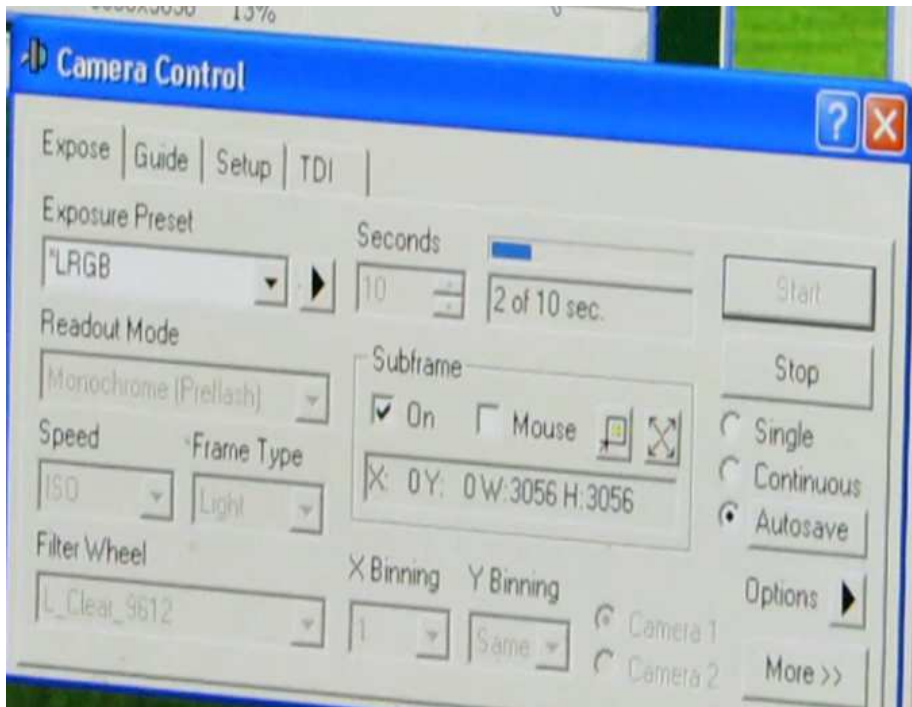 13%
Camera Control
Expose Guide Setup TDI
Exposure Preset
*LRGB
Seconds
10
2 of 10 sec.
Start
Readout Mode
Monochrome (Preflash)
Subframe
On Mouse
X: 0 Y: 0 W:3056 H:3056
Stop
Single
Continuous
Autosave
Speed
ISO
Frame Type
Light
Filter Wheel
L_Clear_9612
X Binning
1
Y Binning
Same
Camera 1
Camera 2
Options
More >>